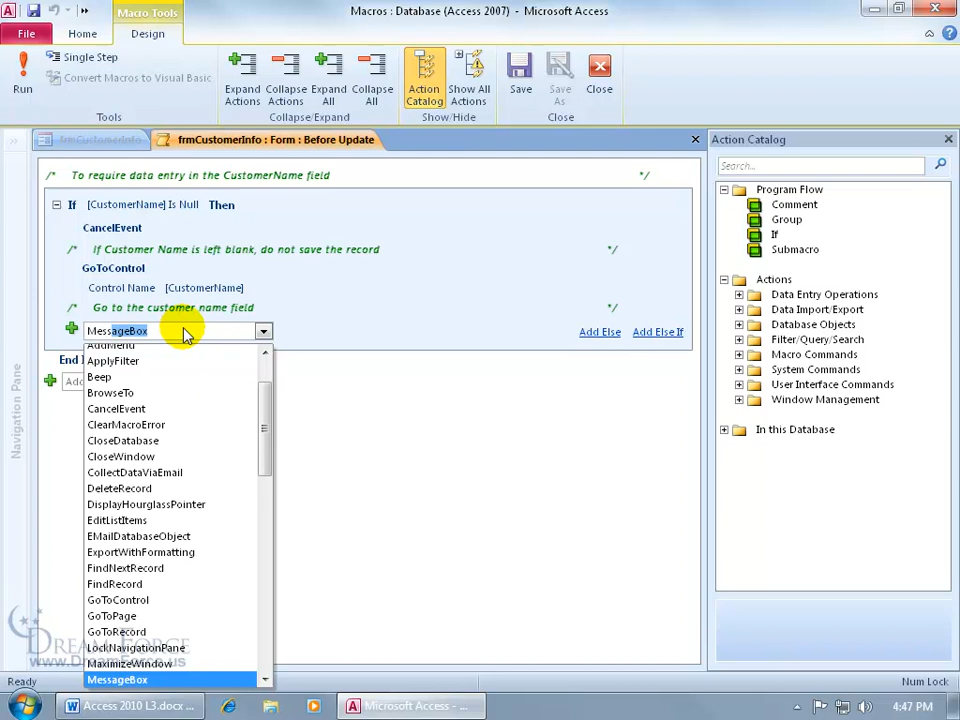 Macro Tools
Macros : Database (Access 2007) - Microsoft Access
File
Home
Design
Run
Single Step
Convert Macros to Visual Basic
Tools
Expand Actions
Collapse Actions
Expand All
Collapse All
Collapse/Expand
Action Catalog
Show All Actions
Show/Hide
Save
Save As
Close
Close
frmCustomerInfo
frmCustomerInfo : Form : Before Update
Action Catalog
Search...
/* To require data entry in the CustomerName field */
If [CustomerName] Is Null Then
CancelEvent
/* If Customer Name is left blank, do not save the record */
GoToControl
Control Name [CustomerName]
/* Go to the customer name field */
MessageBox
Add Else Add Else If
End I
Add
AddMenu
ApplyFilter
Beep
BrowseTo
CancelEvent
ClearMacroError
CloseDatabase
CloseWindow
CollectDataViaEmail
DeleteRecord
DisplayHourglassPointer
EditListItems
EMailDatabaseObject
ExportWithFormatting
FindNextRecord
FindRecord
GoToControl
GoToPage
GoToRecord
LockNavigationPane
MaximizeWindow
MessageBox
Navigation Pane
Program Flow
Comment
Group
If
Submacro
Actions
Data Entry Operations
Data Import/Export
Database Objects
Filter/Query/Search
Macro Commands
System Commands
User Interface Commands
Window Management
In this Database
Dream Force
www.DreamForce.us
Ready
Num Lock
Access 2010 L3.docx ...
Microsoft Access - ...
4:47 PM